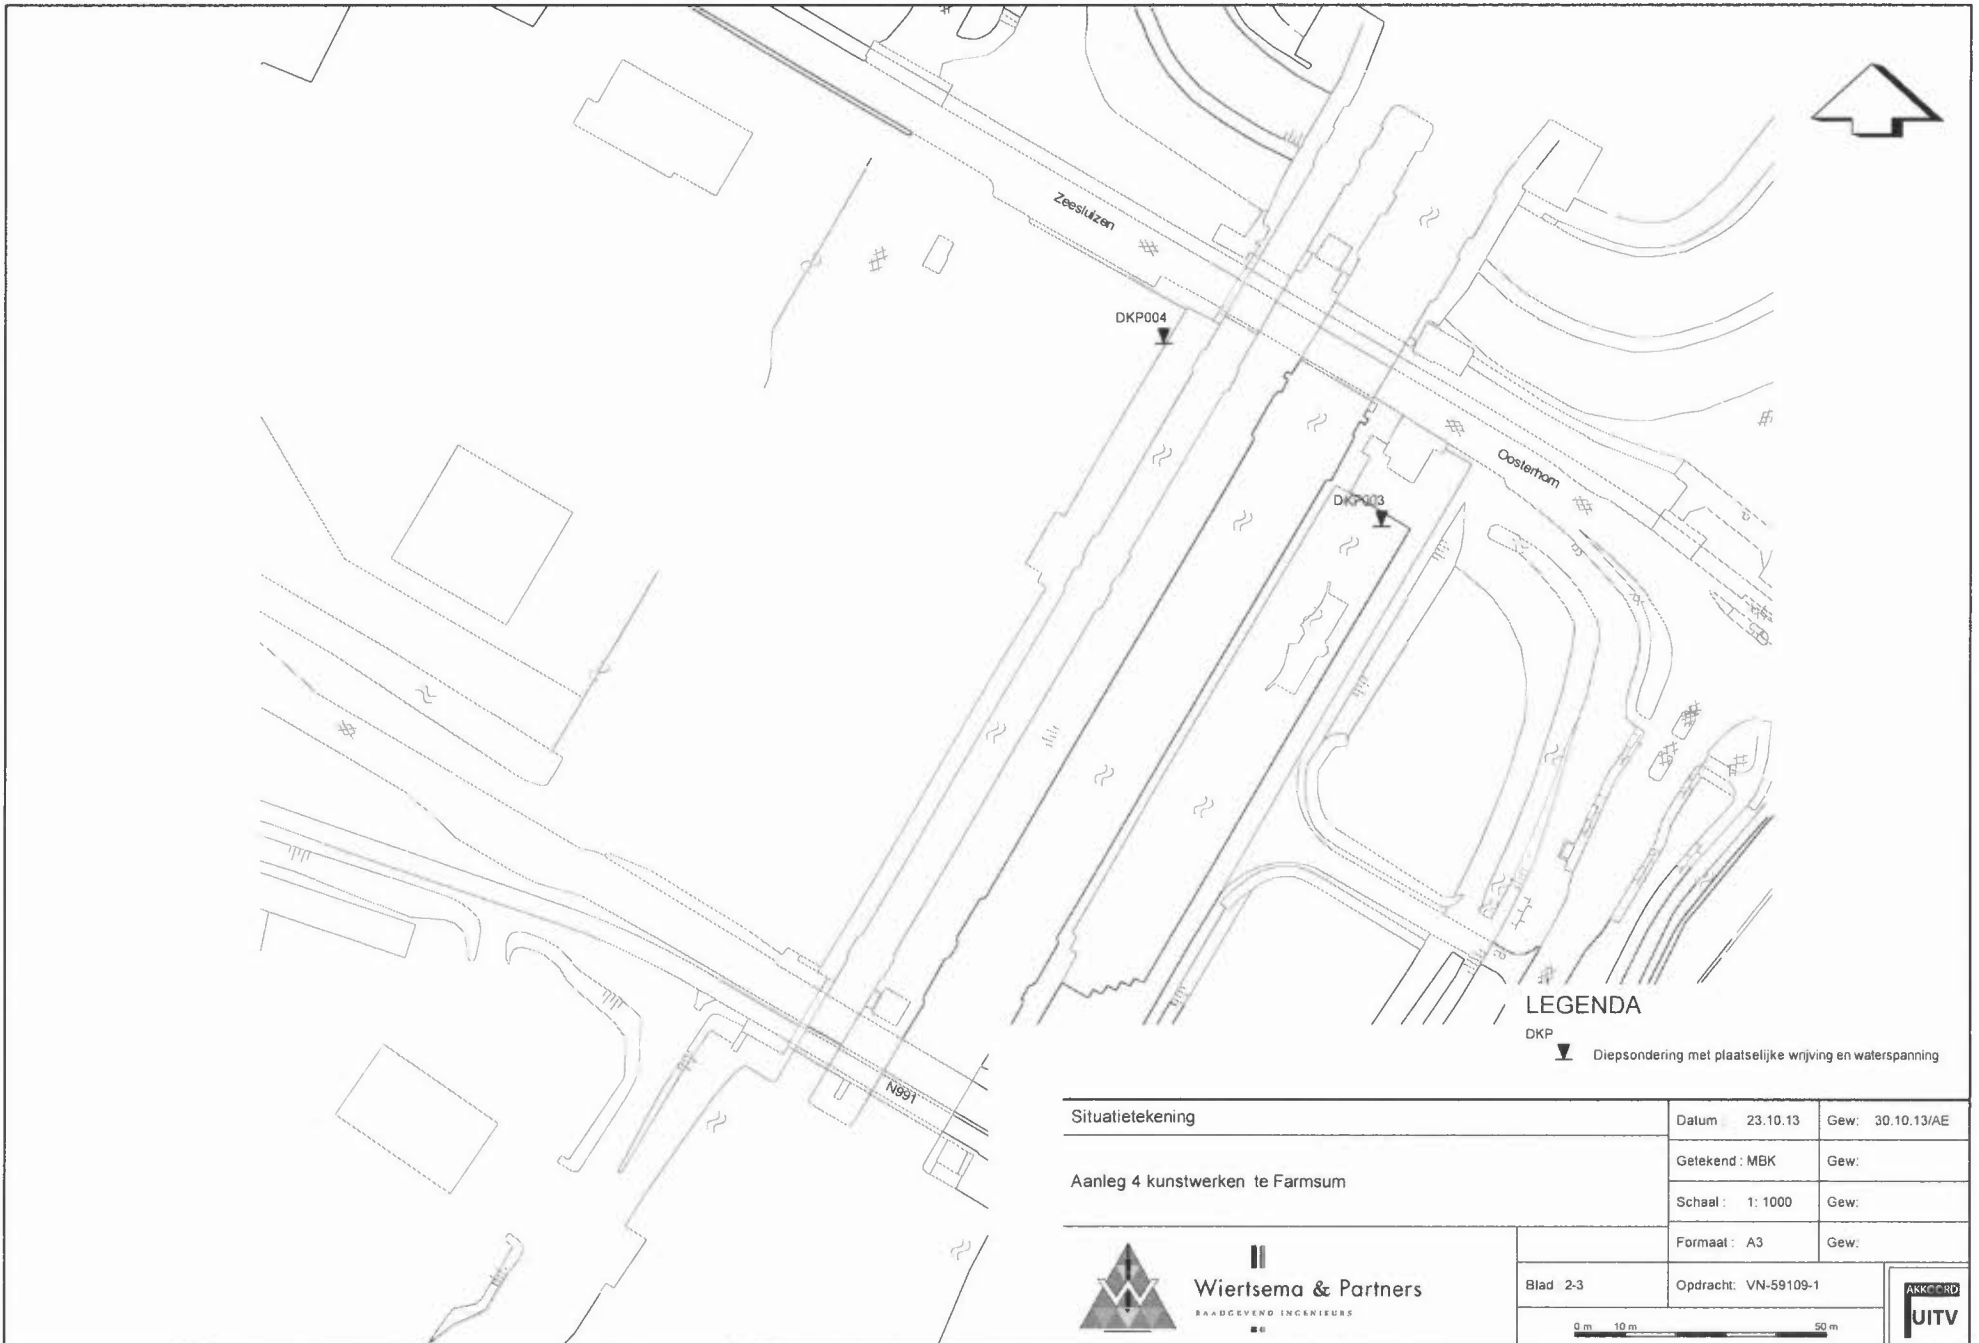 Zeesluizen
DKP004
Oosterhorn
DKP003
N991
LEGENDA
DKP
Diepsondering met plaatselijke wrijving en waterspanning
Situatietekening
Datum : 23.10.13
Gew: 30.10.13/AE
Aanleg 4 kunstwerken te Farmsum
Getekend : MBK
Gew:
Schaal : 1: 1000
Gew:
Formaat : A3
Gew:
Wiertsema & Partners
RAADGEVEND INGENIEURS
Blad 2-3
Opdracht: VN-59109-1
0 m 10 m 50 m
AKKOORD
UITV